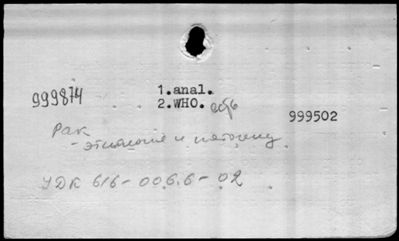 999874
1.anal.
2.WHO.
999502
Рак
- этиология и патогенез
УДК 616-006.6-02